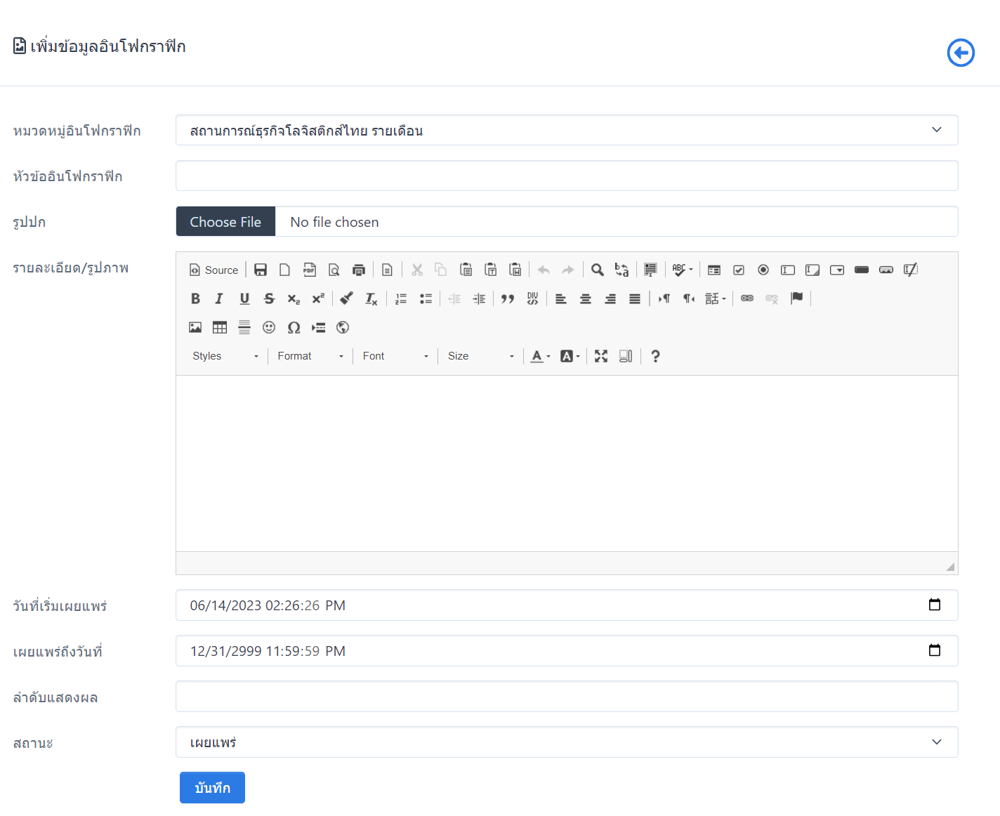 เพิ่มข้อมูลอินโฟกราฟิก
หมวดหมู่อินโฟกราฟิก
สถานการณ์ธุรกิจโลจิสติกส์ไทย รายเดือน
หัวข้ออินโฟกราฟิก
รูปปก
Choose File No file chosen
รายละเอียด/รูปภาพ
Source
Styles Format Font Size
วันที่เริ่มเผยแพร่
06/14/2023 02:26:26 PM
เผยแพร่ถึงวันที่
12/31/2999 11:59:59 PM
ลำดับแสดงผล
สถานะ
เผยแพร่
บันทึก